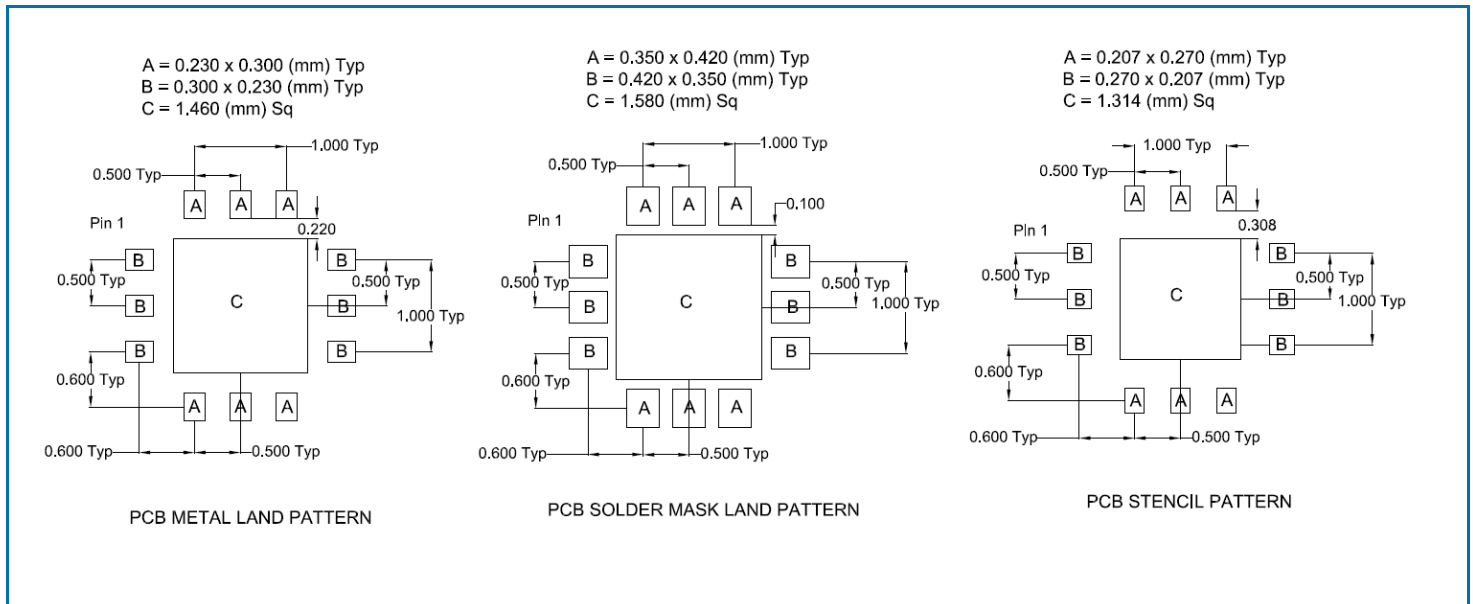 A = 0.230 x 0.300 (mm) Typ
B = 0.300 x 0.230 (mm) Typ
C = 1.460 (mm) Sq
1.000 Typ
0.500 Typ
A A A
Pin 1
0.220
B B
0.500 Typ
0.500 Typ
C
B B
1.000 Typ
B B
0.600 Typ
A A A
0.600 Typ
0.500 Typ
PCB METAL LAND PATTERN
A = 0.350 x 0.420 (mm) Typ
B = 0.420 x 0.350 (mm) Typ
C = 1.580 (mm) Sq
1.000 Typ
0.500 Typ
A A A
0.100
Pin 1
B B
0.500 Typ
0.500 Typ
C
B B
1.000 Typ
B B
0.600 Typ
A A A
0.600 Typ
0.500 Typ
PCB SOLDER MASK LAND PATTERN
A = 0.207 x 0.270 (mm) Typ
B = 0.270 x 0.207 (mm) Typ
C = 1.314 (mm) Sq
1.000 Typ
0.500 Typ
A A A
0.308
Pin 1
B B
0.500 Typ
0.500 Typ
C
B B
1.000 Typ
B B
0.600 Typ
A A A
0.600 Typ
0.500 Typ
PCB STENCIL PATTERN